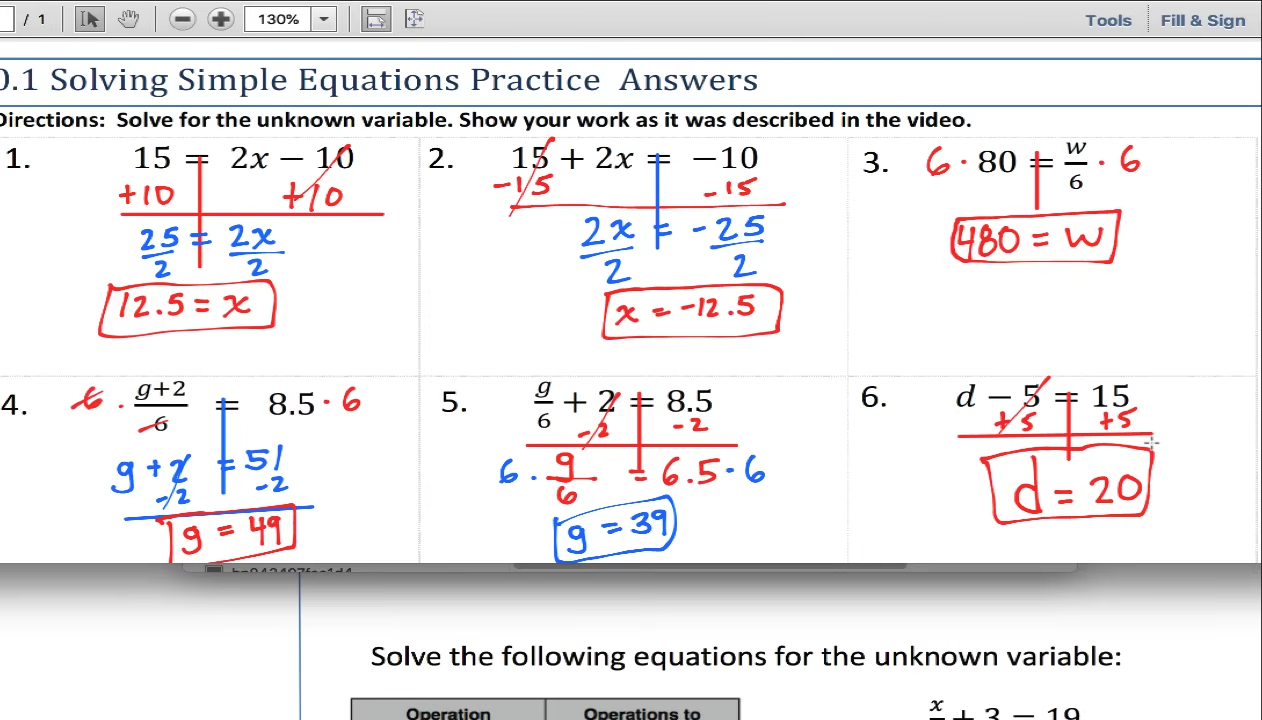 / 1 130% Tools Fill & Sign
0.1 Solving Simple Equations Practice Answers
Directions: Solve for the unknown variable. Show your work as it was described in the video.
1. 15 = 2x − 10
+10 +10
25/2 = 2x/2
12.5 = x
2. 15 + 2x = −10
-15 -15
2x/2 = -25/2
x = -12.5
3. 6 · 80 = w/6 · 6
480 = w
4. 6 · g+2/6 = 8.5 · 6
g + 2 = 51
-2 -2
g = 49
5. g/6 + 2 = 8.5
-2 -2
6 · g/6 = 6.5 · 6
g = 39
6. d − 5 = 15
+5 +5
d = 20
Solve the following equations for the unknown variable:
Operation Operations to
x + 3 = 19